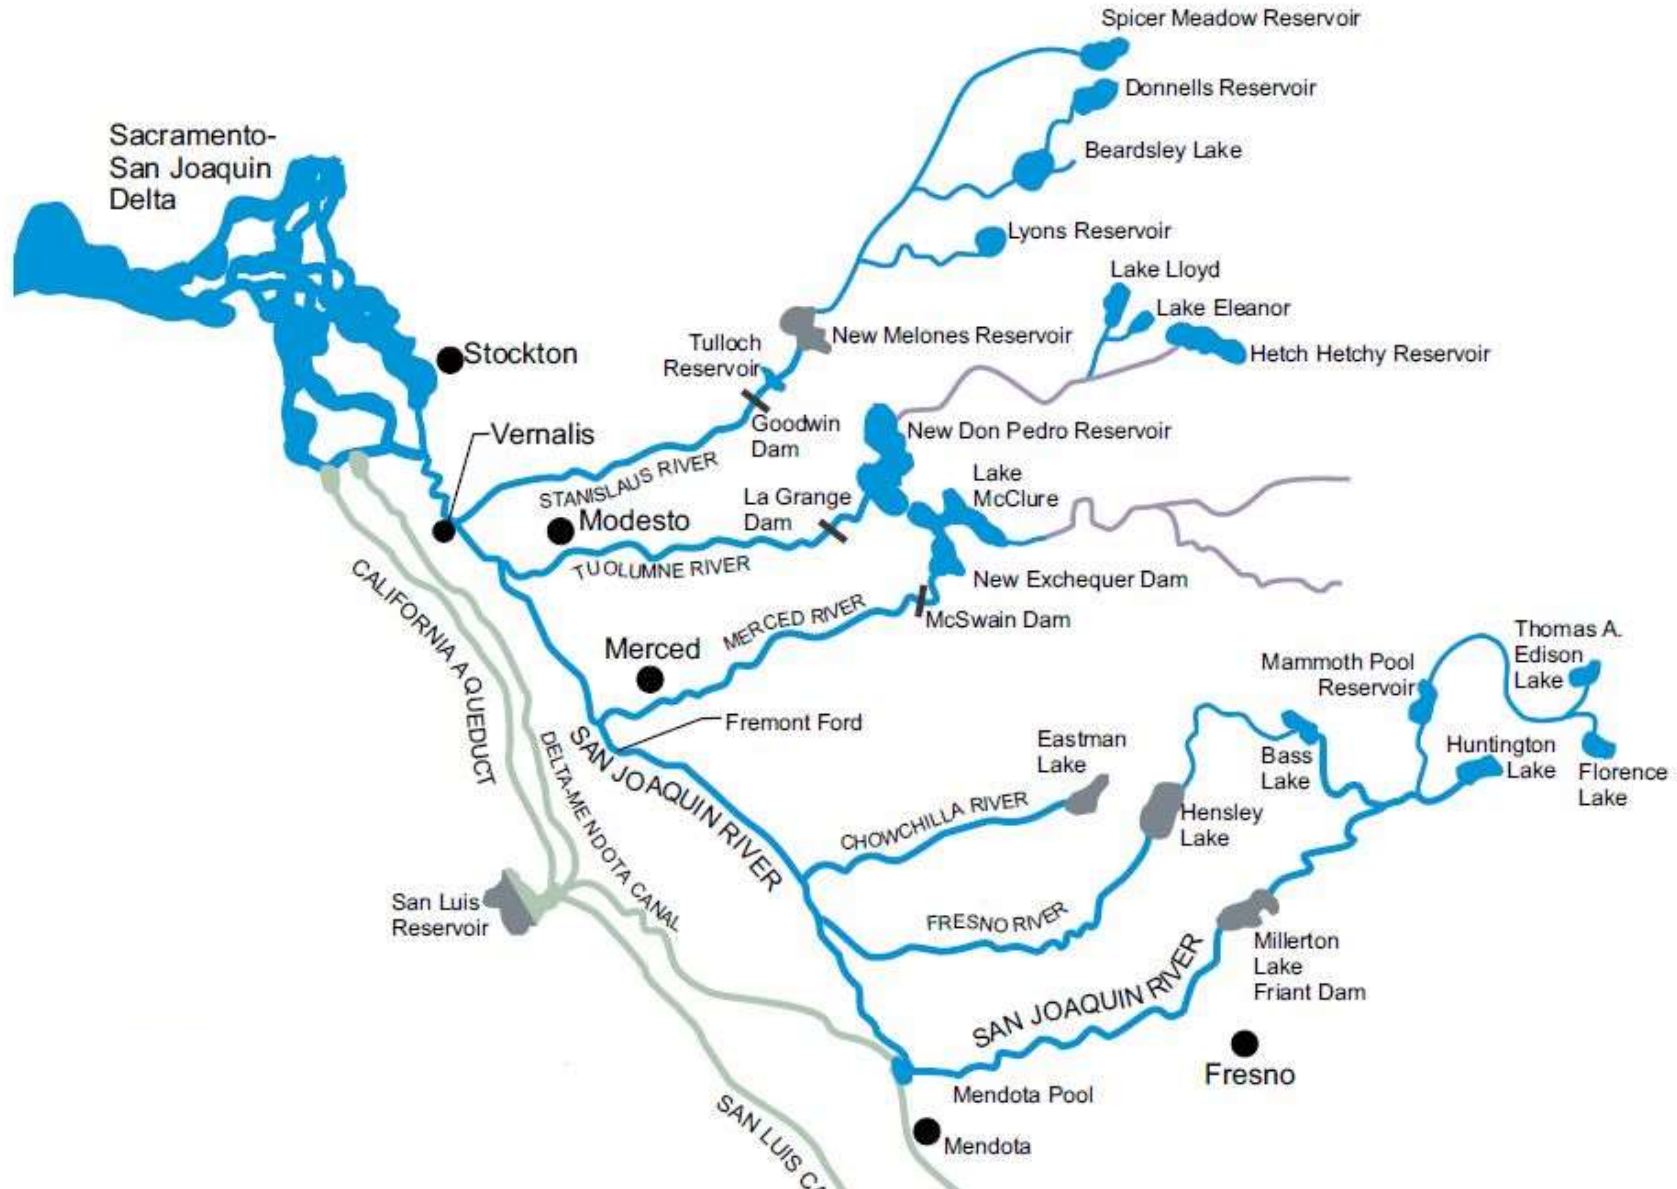 Spicer Meadow Reservoir
Donnells Reservoir
Sacramento-
San Joaquin
Delta
Beardsley Lake
Lyons Reservoir
Lake Lloyd
Lake Eleanor
New Melones Reservoir
Tulloch
Reservoir
Stockton
Hetch Hetchy Reservoir
Goodwin
Dam
Vernalis
New Don Pedro Reservoir
STANISLAUS RIVER
Lake
McClure
La Grange
Dam
Modesto
TUOLUMNE RIVER
New Exchequer Dam
CALIFORNIA AQUEDUCT
MERCED RIVER
McSwain Dam
Merced
Thomas A.
Edison
Lake
Mammoth Pool
Reservoir
Fremont Ford
SAN JOAQUIN RIVER
DELTA-MENDOTA CANAL
Eastman
Lake
Bass
Lake
Huntington
Lake
Florence
Lake
CHOWCHILLA RIVER
Hensley
Lake
San Luis
Reservoir
FRESNO RIVER
SAN JOAQUIN RIVER
Millerton
Lake
Friant Dam
Fresno
Mendota Pool
SAN LUIS
Mendota